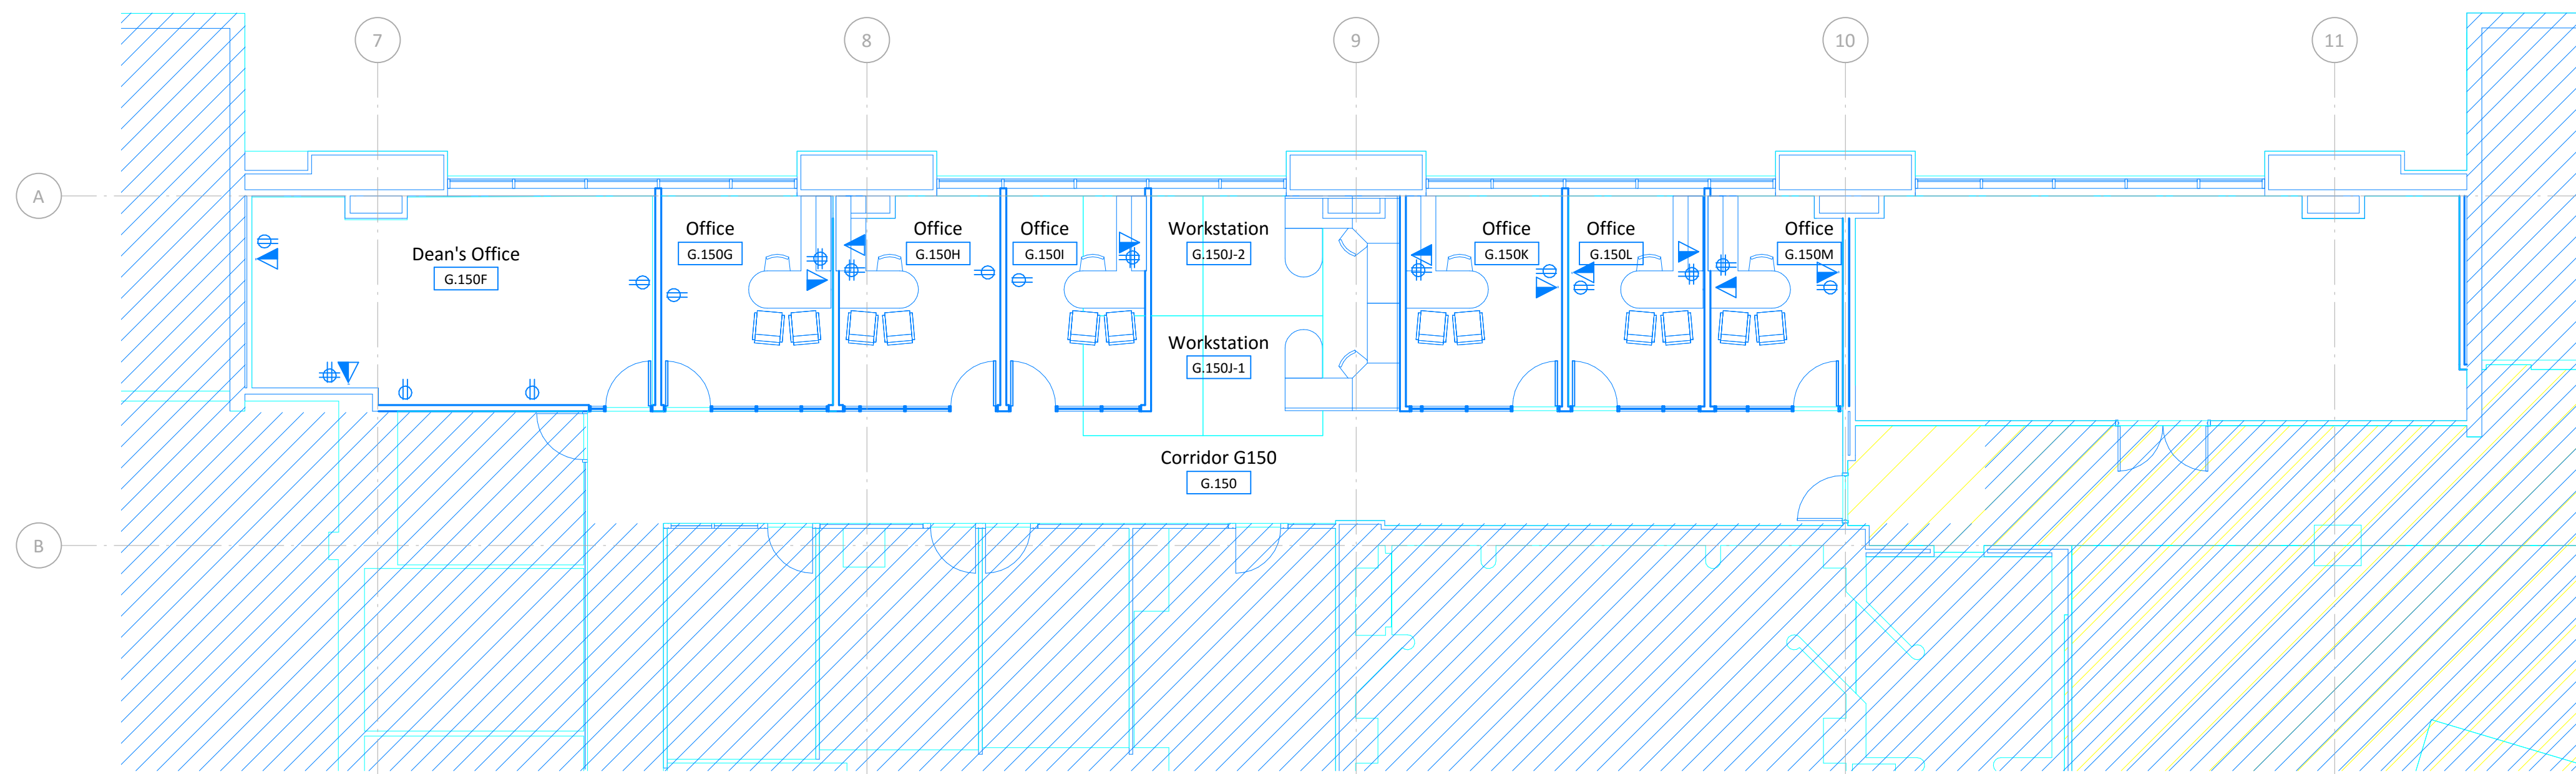 7
8
9
10
11
A
Dean's Office
G.150F
Office
G.150G
Office
G.150H
Office
G.150I
Workstation
G.150J-2
Workstation
G.150J-1
Office
G.150K
Office
G.150L
Office
G.150M
Corridor G150
G.150
B